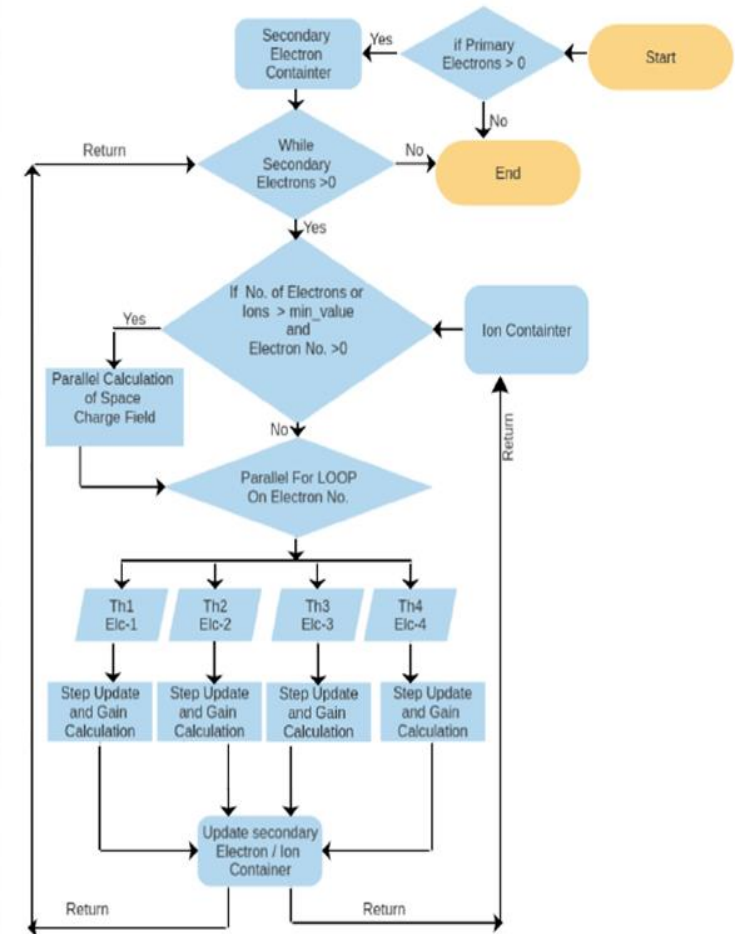 Start
if Primary
Electrons > 0
Yes
No
Secondary
Electron
Containter
End
While
Secondary
Electrons >0
No
Return
Yes
If No. of Electrons or
Ions > min_value
and
Electron No. >0
Ion Containter
Yes
Parallel Calculation
of Space
Charge Field
No
Return
Parallel For LOOP
On Electron No.
Th1
Elc-1
Th2
Elc-2
Th3
Elc-3
Th4
Elc-4
Step Update
and Gain
Calculation
Step Update
and Gain
Calculation
Step Update
and Gain
Calculation
Step Update
and Gain
Calculation
Update secondary
Electron / Ion
Container
Return
Return